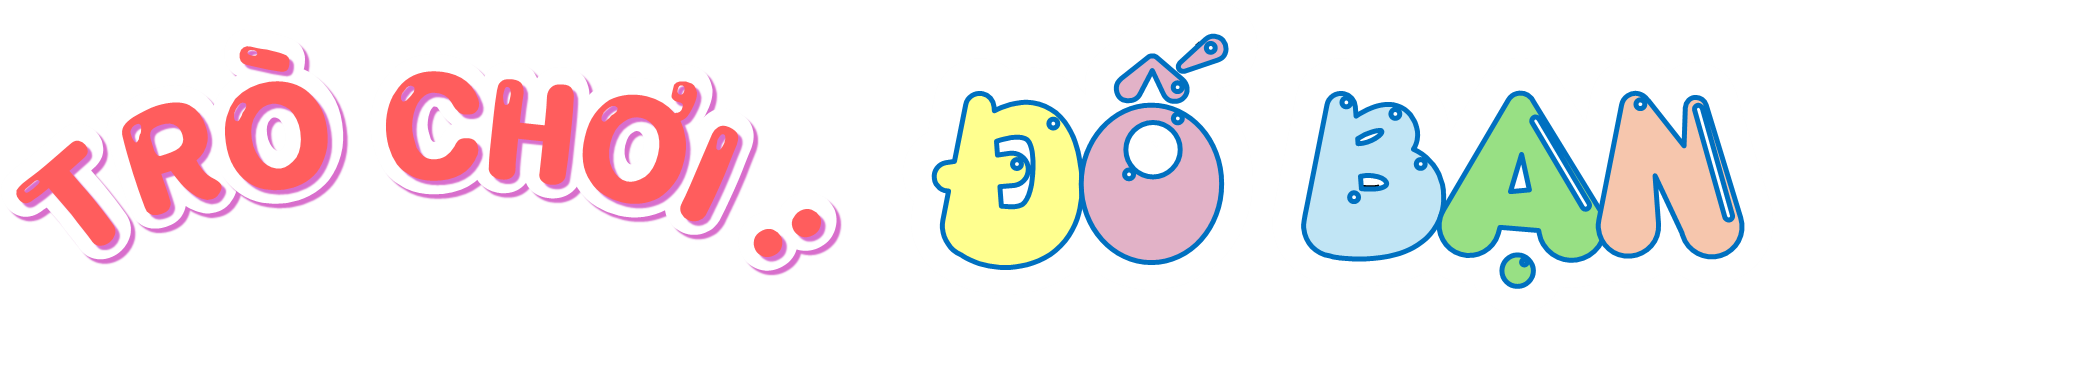 TRÒ CHƠI .. ĐỐ BẠN